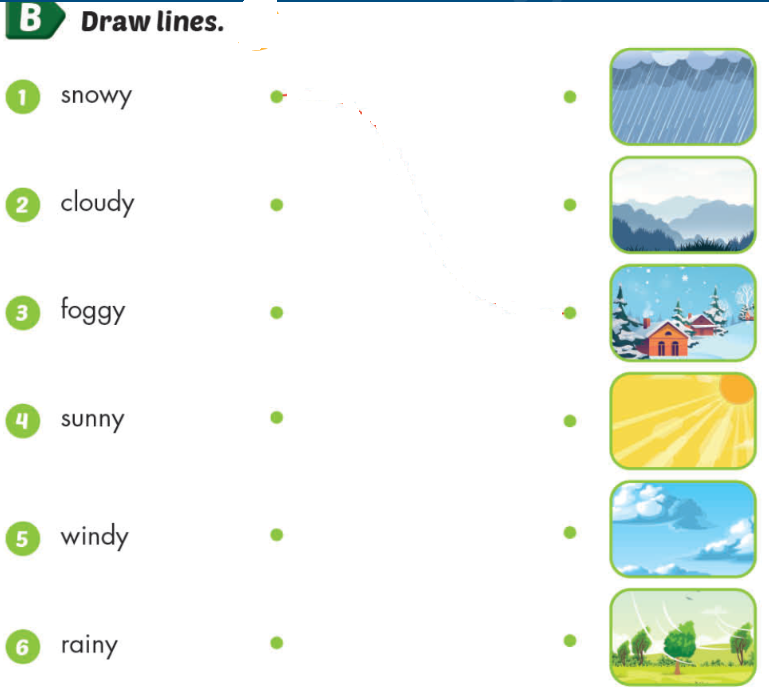 B Draw lines.
1 snowy
2 cloudy
3 foggy
4 sunny
5 windy
6 rainy